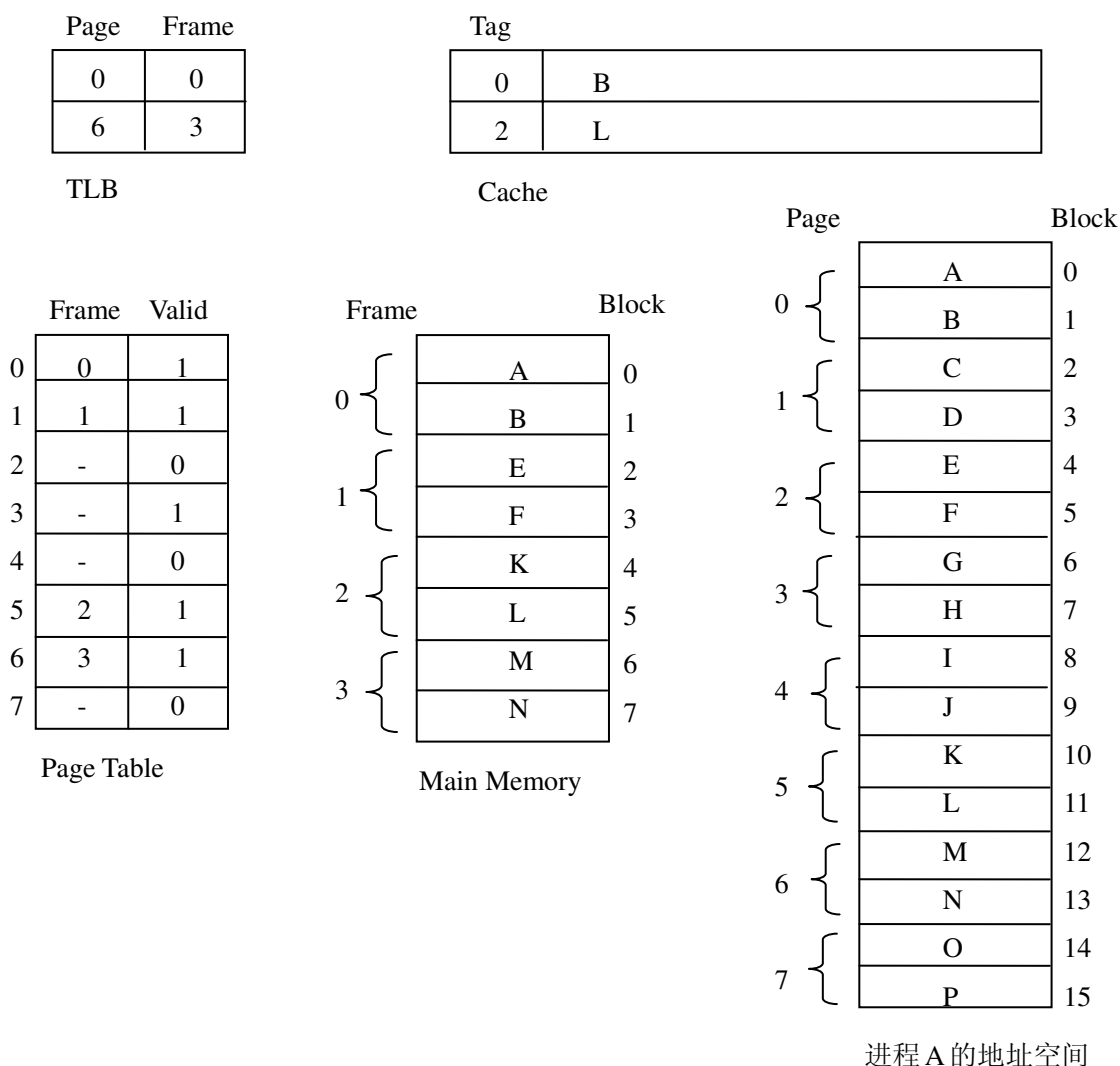 Page Frame
0 0
6 3
TLB
Tag
0 B
2 L
Cache
Frame Valid
0 0 1
1 1 1
2 - 0
3 - 1
4 - 0
5 2 1
6 3 1
7 - 0
Page Table
Frame Block
0 A 0
B 1
1 E 2
F 3
2 K 4
L 5
3 M 6
N 7
Main Memory
Page Block
0 A 0
B 1
1 C 2
D 3
2 E 4
F 5
3 G 6
H 7
4 I 8
J 9
5 K 10
L 11
6 M 12
N 13
7 O 14
P 15
进程A的地址空间